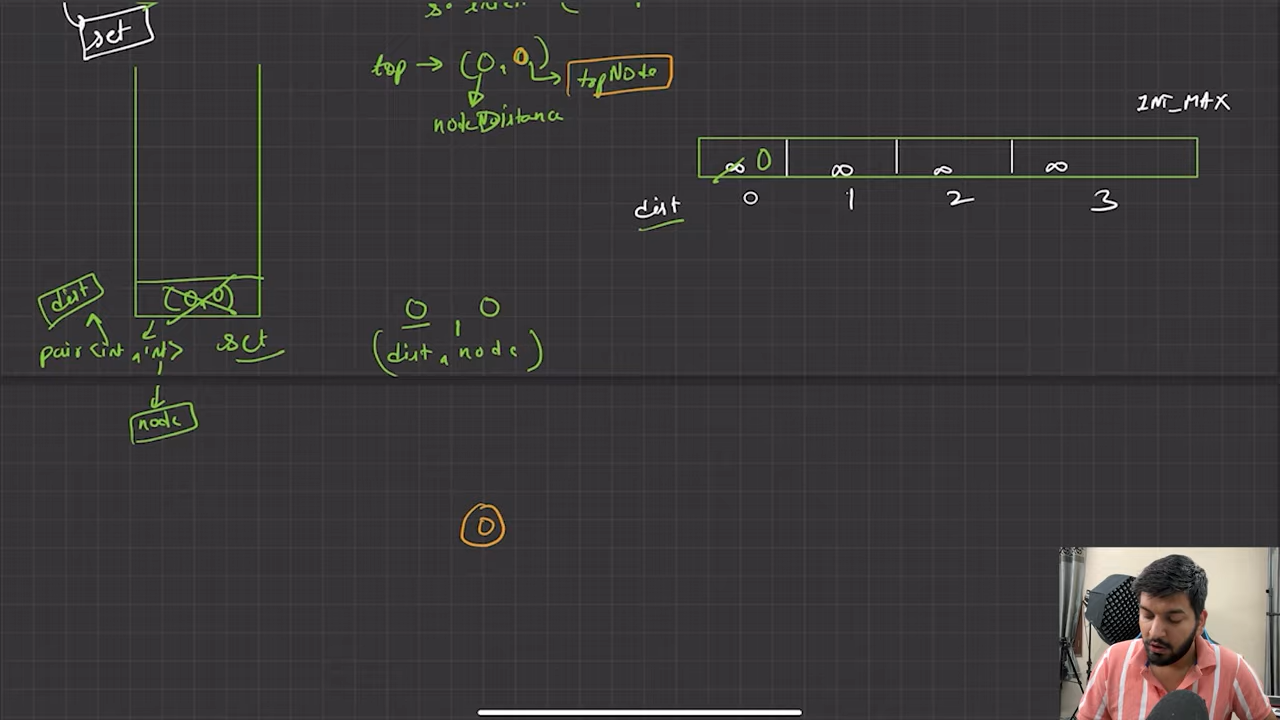 set
top → (0, 0) → topNode
nodeDistance
INT_MAX
∞ 0 ∞ ∞ ∞
dist 0 1 2 3
(0,0)
dist
pair<int, int> set
node
0 , 0
(dist, node)
0